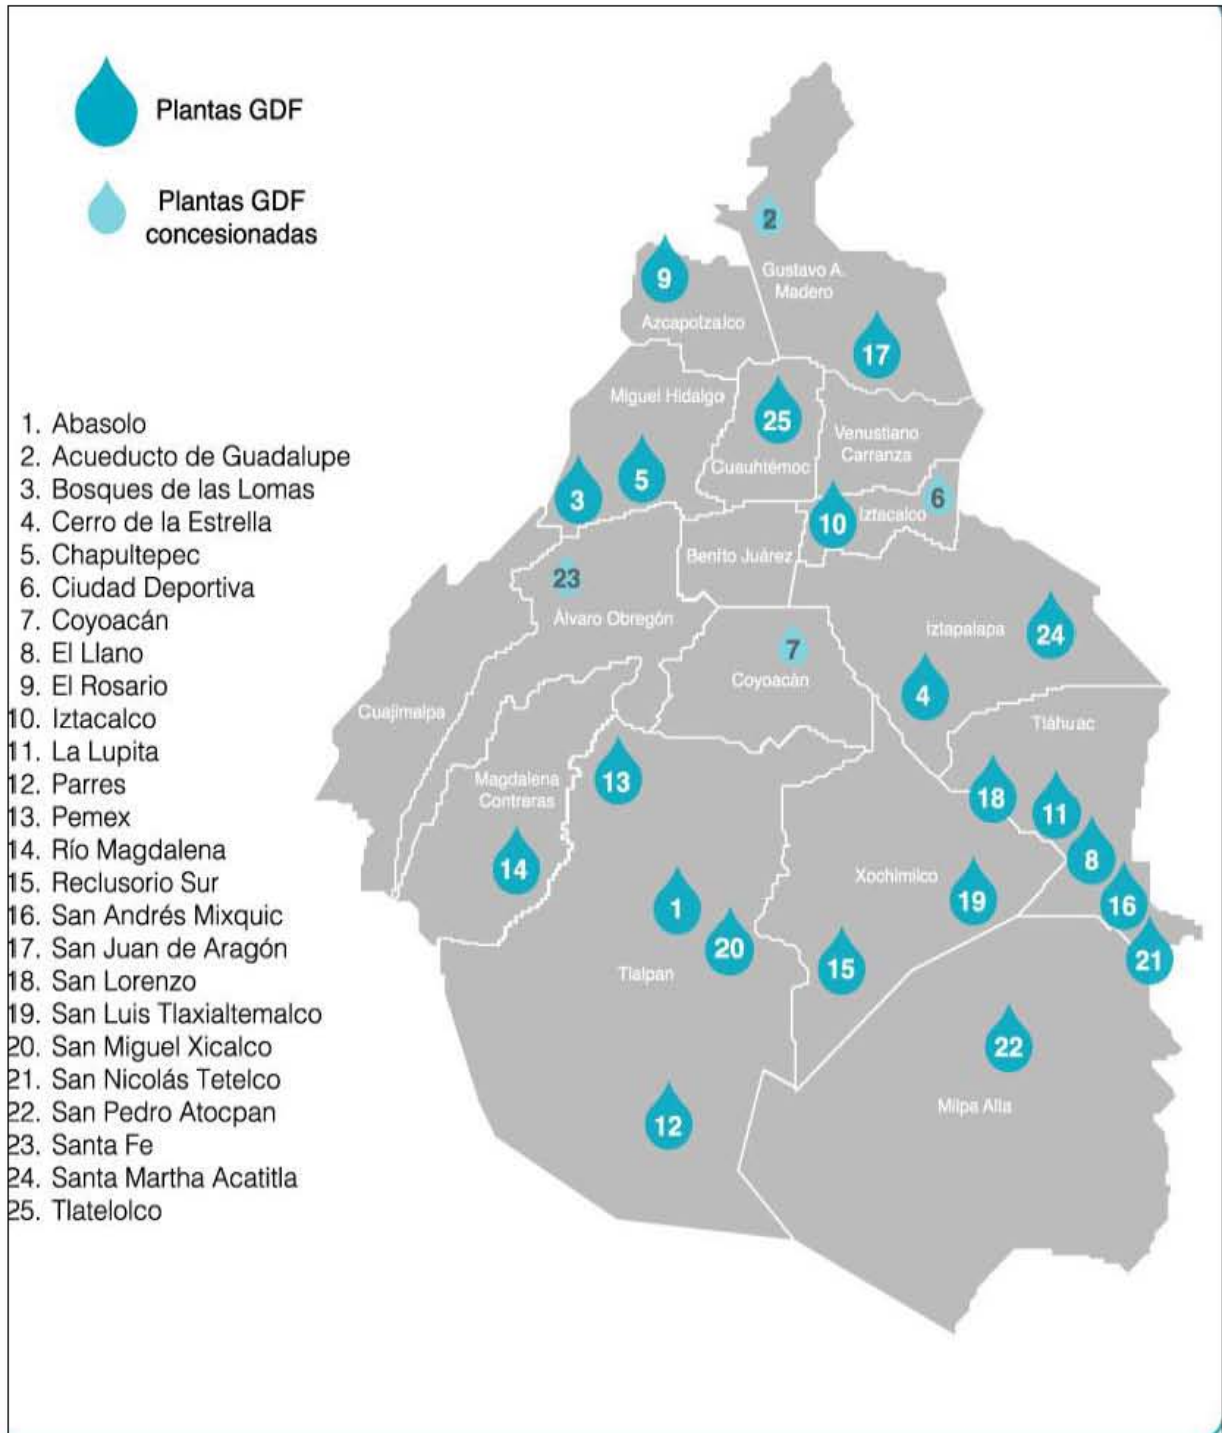 Plantas GDF
Plantas GDF
concesionadas
1. Abasolo
2. Acueducto de Guadalupe
3. Bosques de las Lomas
4. Cerro de la Estrella
5. Chapultepec
6. Ciudad Deportiva
7. Coyoacán
8. El Llano
9. El Rosario
10. Iztacalco
11. La Lupita
12. Parres
13. Pemex
14. Río Magdalena
15. Reclusorio Sur
16. San Andrés Mixquic
17. San Juan de Aragón
18. San Lorenzo
19. San Luis Tlaxialtemalco
20. San Miguel Xicalco
21. San Nicolás Tetelco
22. San Pedro Atocpan
23. Santa Fe
24. Santa Martha Acatitla
25. Tlatelolco
2
Gustavo A.
Madero
9
Azcapotzalco
17
Miguel Hidalgo
25
Cuauhtémoc
Venustiano
Carranza
5
3
10
Iztacalco
6
Benito Juárez
23
Álvaro Obregón
7
Coyoacán
Iztapalapa
24
4
Cuajimalpa
Tláhuac
13
Magdalena
Contreras
14
18
11
8
16
21
Xochimilco
19
1
20
Tlalpan
15
22
Milpa Alta
12